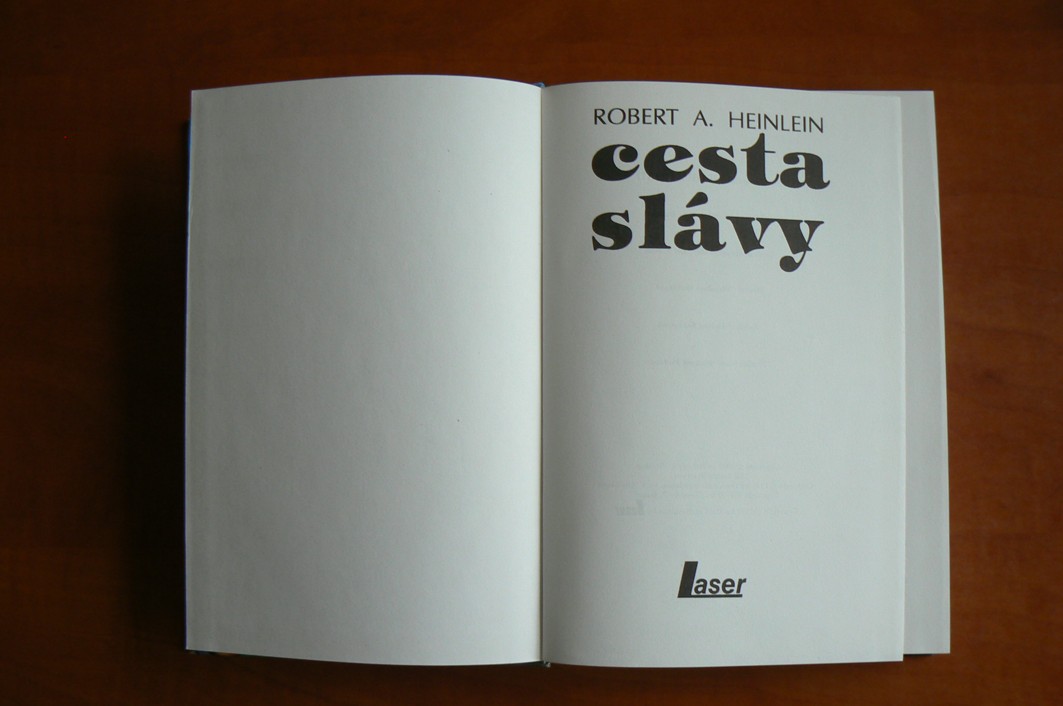 ROBERT A. HEINLEIN
cesta
slávy
Laser